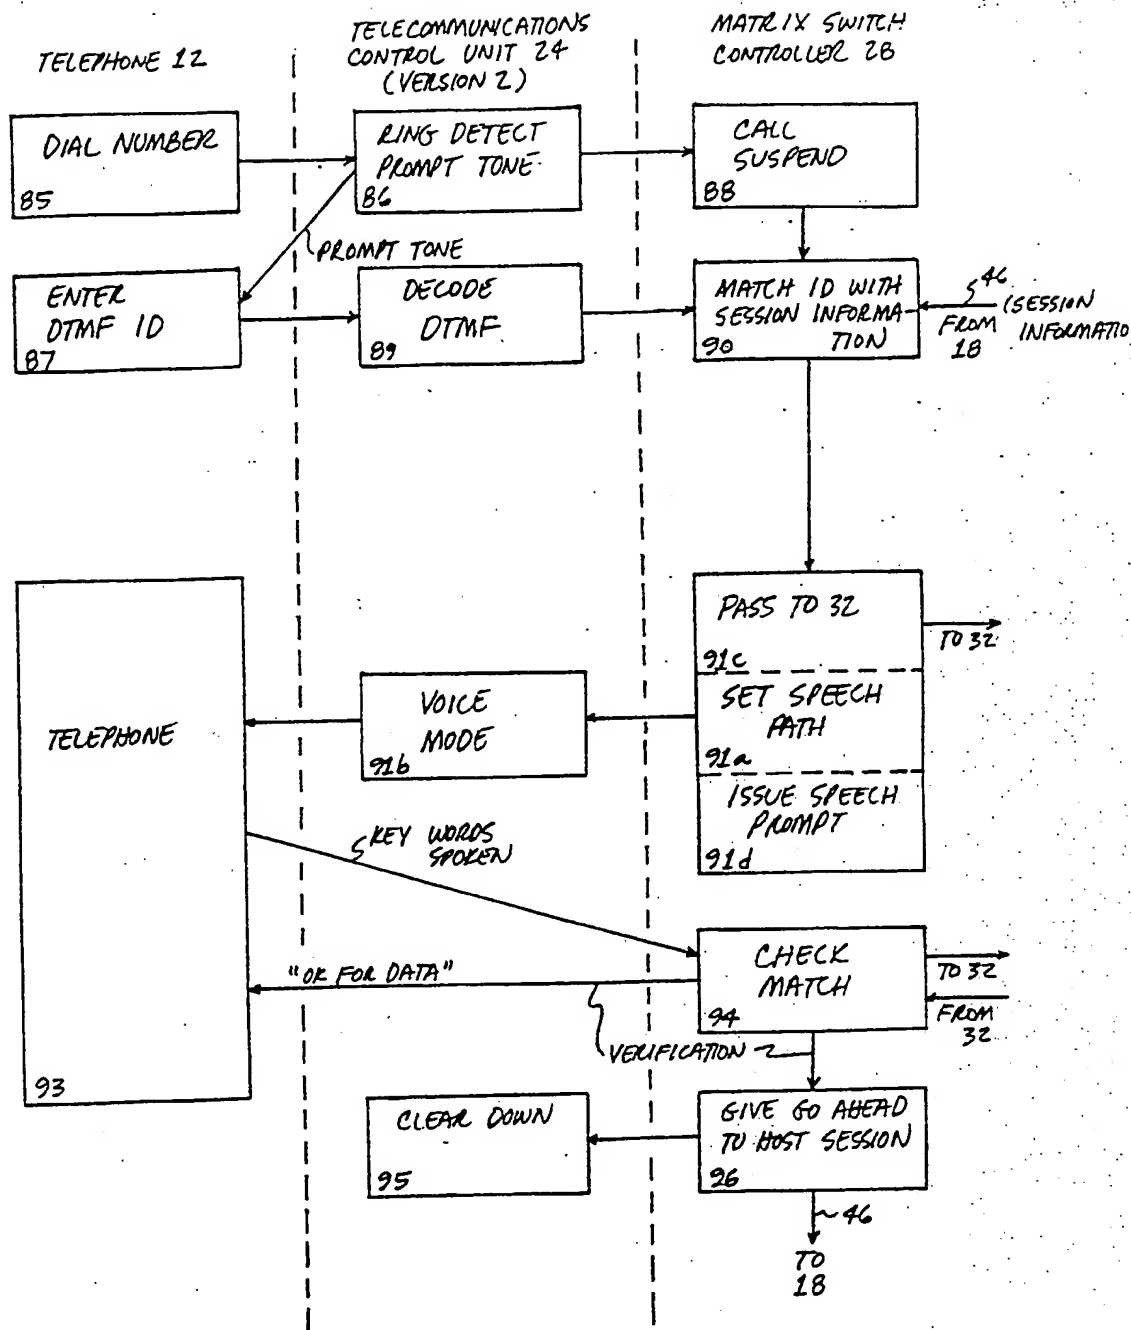 TELEPHONE 12
TELECOMMUNICATIONS
CONTROL UNIT 24
(VERSION 2)
MATRIX SWITCH
CONTROLLER 28
DIAL NUMBER
85
RING DETECT
PROMPT TONE
86
CALL
SUSPEND
88
PROMPT TONE
ENTER
DTMF ID
87
DECODE
DTMF
89
MATCH ID WITH
SESSION INFORMA-
TION
90
46
FROM
18
(SESSION
INFORMATIO
PASS TO 32
91c
TO 32
SET SPEECH
PATH
91a
ISSUE SPEECH
PROMPT
91d
VOICE
MODE
91b
TELEPHONE
93
KEY WORDS
SPOKEN
"OK FOR DATA"
CHECK
MATCH
94
TO 32
FROM
32
VERIFICATION
CLEAR DOWN
95
GIVE GO AHEAD
TO HOST SESSION
96
46
TO
18